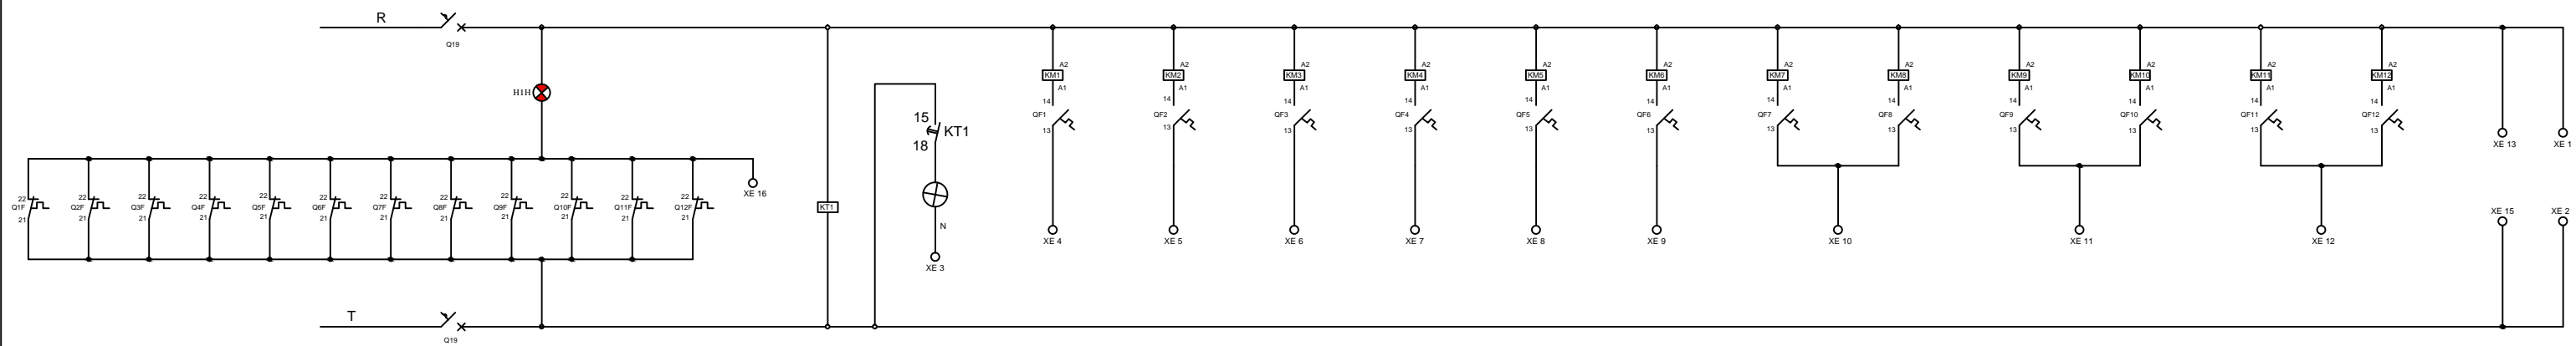 R
Q19
H1H
22 22 22 22 22 22 22 22 22 22 22 22
Q1F Q2F Q3F Q4F Q5F Q6F Q7F Q8F Q9F Q10F Q11F Q12F
21 21 21 21 21 21 21 21 21 21 21 21
XE 16
T
Q19
KT1
15
KT1
18
N
XE 3
A2 A2 A2 A2 A2 A2 A2 A2 A2 A2 A2 A2
KM1 KM2 KM3 KM4 KM5 KM6 KM7 KM8 KM9 KM10 KM11 KM12
A1 A1 A1 A1 A1 A1 A1 A1 A1 A1 A1 A1
14 14 14 14 14 14 14 14 14 14 14 14
QF1 QF2 QF3 QF4 QF5 QF6 QF7 QF8 QF9 QF10 QF11 QF12
13 13 13 13 13 13 13 13 13 13 13 13
XE 4 XE 5 XE 6 XE 7 XE 8 XE 9 XE 10 XE 11 XE 12
XE 13 XE 1
XE 15 XE 2